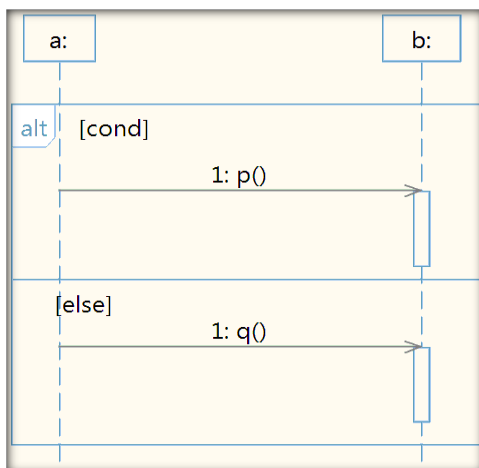 a:
b:
alt
[cond]
1: p()
[else]
1: q()